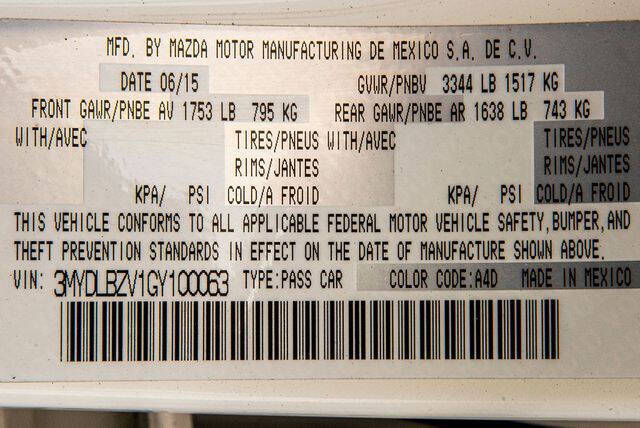 MFD. BY MAZDA MOTOR MANUFACTURING DE MEXICO S.A. DE C.V.
DATE 06/15 GVWR/PNBV 3344 LB 1517 KG
FRONT GAWR/PNBE AV 1753 LB 795 KG REAR GAWR/PNBE AR 1638 LB 743 KG
WITH/AVEC TIRES/PNEUS WITH/AVEC TIRES/PNEUS
RIMS/JANTES RIMS/JANTES
KPA/ PSI COLD/A FROID KPA/ PSI COLD/A FROID
THIS VEHICLE CONFORMS TO ALL APPLICABLE FEDERAL MOTOR VEHICLE SAFETY, BUMPER, AND
THEFT PREVENTION STANDARDS IN EFFECT ON THE DATE OF MANUFACTURE SHOWN ABOVE.
VIN: 3MYDLBZV1GY100063 TYPE:PASS CAR COLOR CODE:A4D MADE IN MEXICO